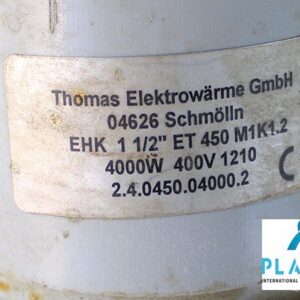 Thomas Elektrowärme GmbH
04626 Schmölln
EHK 1 1/2" ET 450 M1K1.2
4000W 400V 1210
2.4.0450.04000.2
PLA
INTERNATIONAL